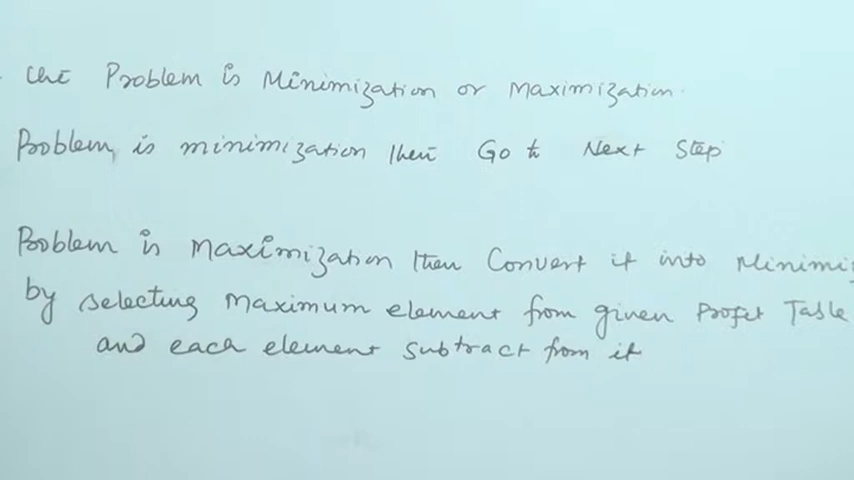 the Problem is Minimization or Maximization.
Problem, is minimization then Go to Next Step
Problem is Maximization then Convert it into Minimi
by selecting Maximum element from given Profit Table
and each element subtract from it